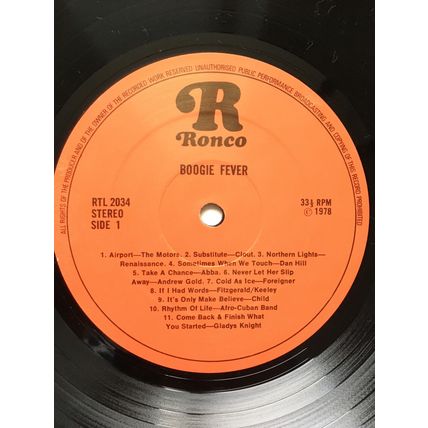 ALL RIGHTS OF THE PRODUCER AND OF THE OWNER OF THE RECORDED WORK RESERVED UNAUTHORISED PUBLIC PERFORMANCE BROADCASTING AND COPYING OF THIS RECORD PROHIBITED
R
Ronco
BOOGIE FEVER
RTL 2034 33⅓ RPM
STEREO © 1978
SIDE 1
1. Airport—The Motors. 2. Substitute—Clout. 3. Northern Lights—
Renaissance. 4. Sometimes When We Touch—Dan Hill
5. Take A Chance—Abba. 6. Never Let Her Slip
Away—Andrew Gold. 7. Cold As Ice—Foreigner
8. If I Had Words—Fitzgerald/Keeley
9. It's Only Make Believe—Child
10. Rhythm Of Life—Afro-Cuban Band
11. Come Back & Finish What
You Started—Gladys Knight